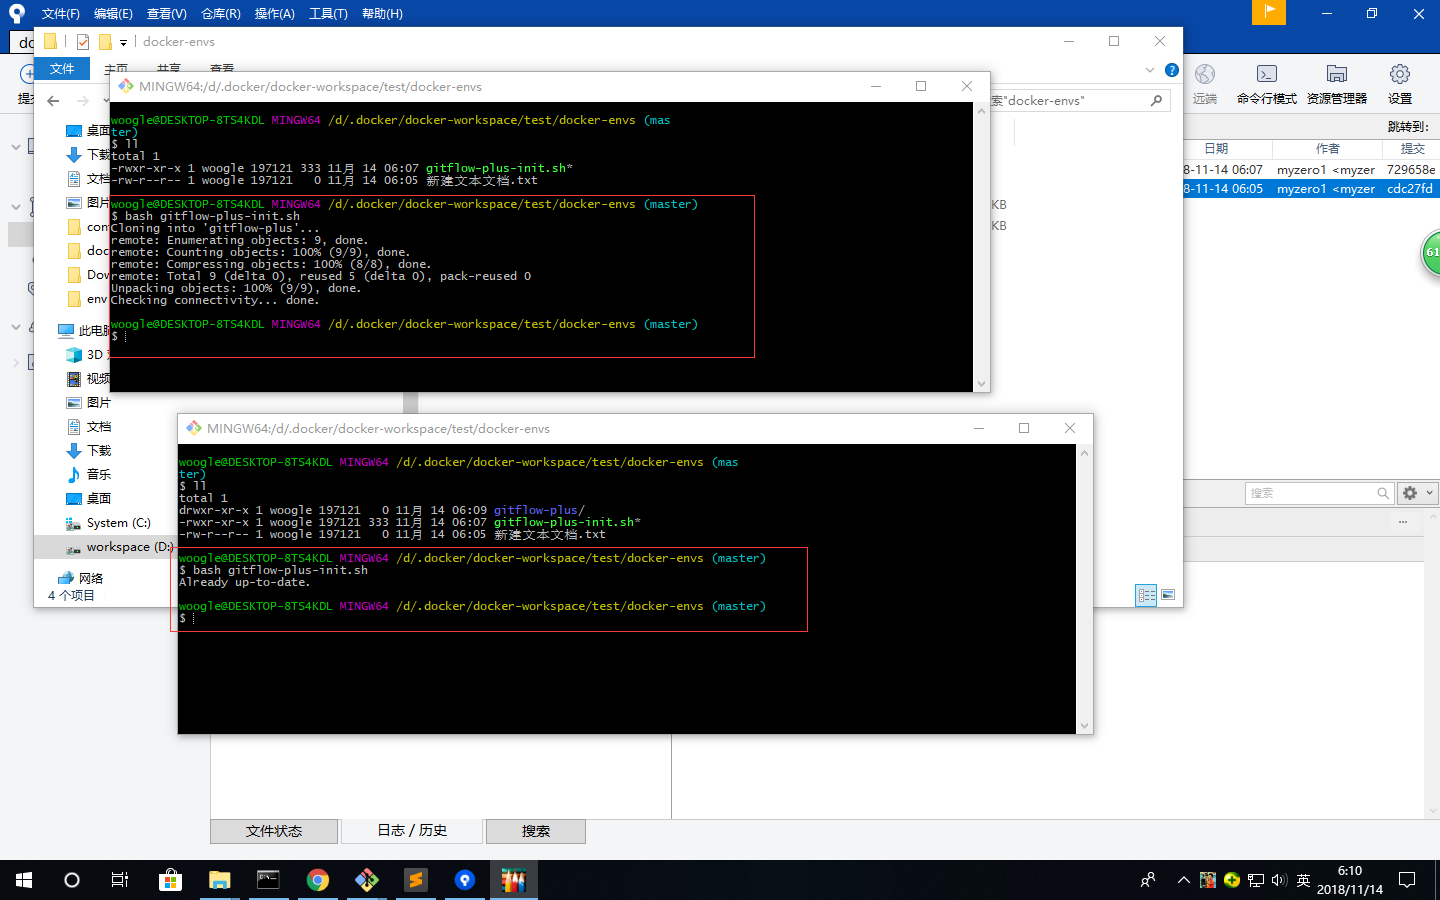 文件(F) 编辑(E) 查看(V) 仓库(R) 操作(A) 工具(T) 帮助(H)
docker-envs
文件 主页 共享 查看
远端 命令行模式 资源管理器 设置
跳转到:
日期 作者 提交
8-11-14 06:07 myzero1 <myzer 729658e
8-11-14 06:05 myzero1 <myzer cdc27fd
索"docker-envs"
KB
KB
61
桌面
下载
文档
图片
con
doc
Dow
env
此电脑
3D
视频
图片
文档
下载
音乐
桌面
System (C:)
workspace (D:)
网络
4 个项目
MINGW64:/d/.docker/docker-workspace/test/docker-envs
woogle@DESKTOP-8TS4KDL MINGW64 /d/.docker/docker-workspace/test/docker-envs (mas
ter)
$ ll
total 1
-rwxr-xr-x 1 woogle 197121 333 11月 14 06:07 gitflow-plus-init.sh*
-rw-r--r-- 1 woogle 197121 0 11月 14 06:05 新建文本文档.txt
woogle@DESKTOP-8TS4KDL MINGW64 /d/.docker/docker-workspace/test/docker-envs (master)
$ bash gitflow-plus-init.sh
Cloning into 'gitflow-plus'...
remote: Enumerating objects: 9, done.
remote: Counting objects: 100% (9/9), done.
remote: Compressing objects: 100% (8/8), done.
remote: Total 9 (delta 0), reused 5 (delta 0), pack-reused 0
Unpacking objects: 100% (9/9), done.
Checking connectivity... done.
woogle@DESKTOP-8TS4KDL MINGW64 /d/.docker/docker-workspace/test/docker-envs (master)
$
MINGW64:/d/.docker/docker-workspace/test/docker-envs
woogle@DESKTOP-8TS4KDL MINGW64 /d/.docker/docker-workspace/test/docker-envs (mas
ter)
$ ll
total 1
drwxr-xr-x 1 woogle 197121 0 11月 14 06:09 gitflow-plus/
-rwxr-xr-x 1 woogle 197121 333 11月 14 06:07 gitflow-plus-init.sh*
-rw-r--r-- 1 woogle 197121 0 11月 14 06:05 新建文本文档.txt
woogle@DESKTOP-8TS4KDL MINGW64 /d/.docker/docker-workspace/test/docker-envs (master)
$ bash gitflow-plus-init.sh
Already up-to-date.
woogle@DESKTOP-8TS4KDL MINGW64 /d/.docker/docker-workspace/test/docker-envs (master)
$
搜索
文件状态 日志 / 历史 搜索
英 6:10
2018/11/14